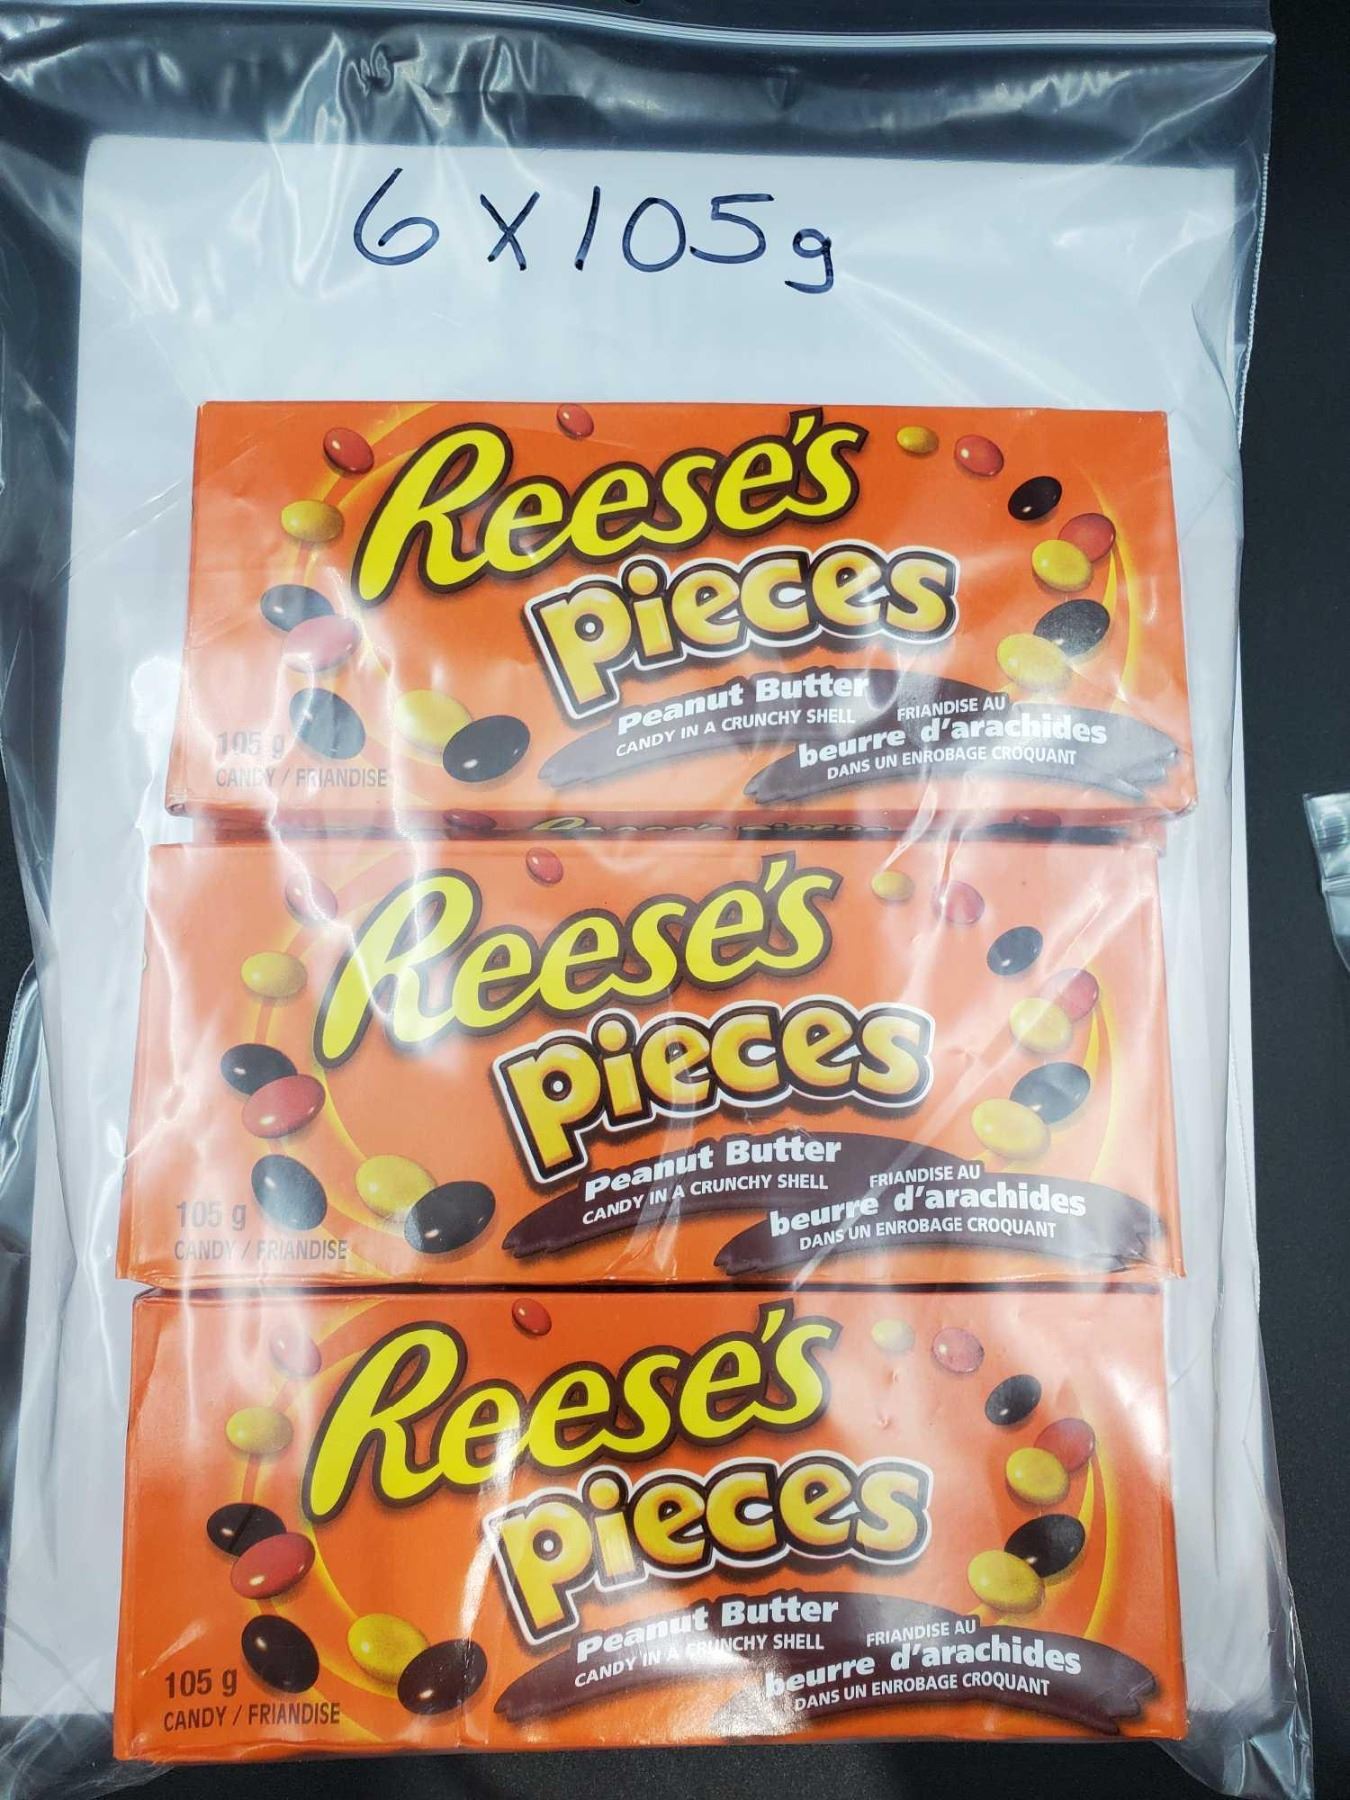 6 X 105g
Reese's
pieces
Peanut Butter
CANDY IN A CRUNCHY SHELL
FRIANDISE AU
beurre d'arachides
DANS UN ENROBAGE CROQUANT
105 g
CANDY / FRIANDISE
Reese's
pieces
Peanut Butter
CANDY IN A CRUNCHY SHELL
FRIANDISE AU
beurre d'arachides
DANS UN ENROBAGE CROQUANT
105 g
CANDY / FRIANDISE
Reese's
pieces
Peanut Butter
CANDY IN A CRUNCHY SHELL
FRIANDISE AU
beurre d'arachides
DANS UN ENROBAGE CROQUANT
105 g
CANDY / FRIANDISE